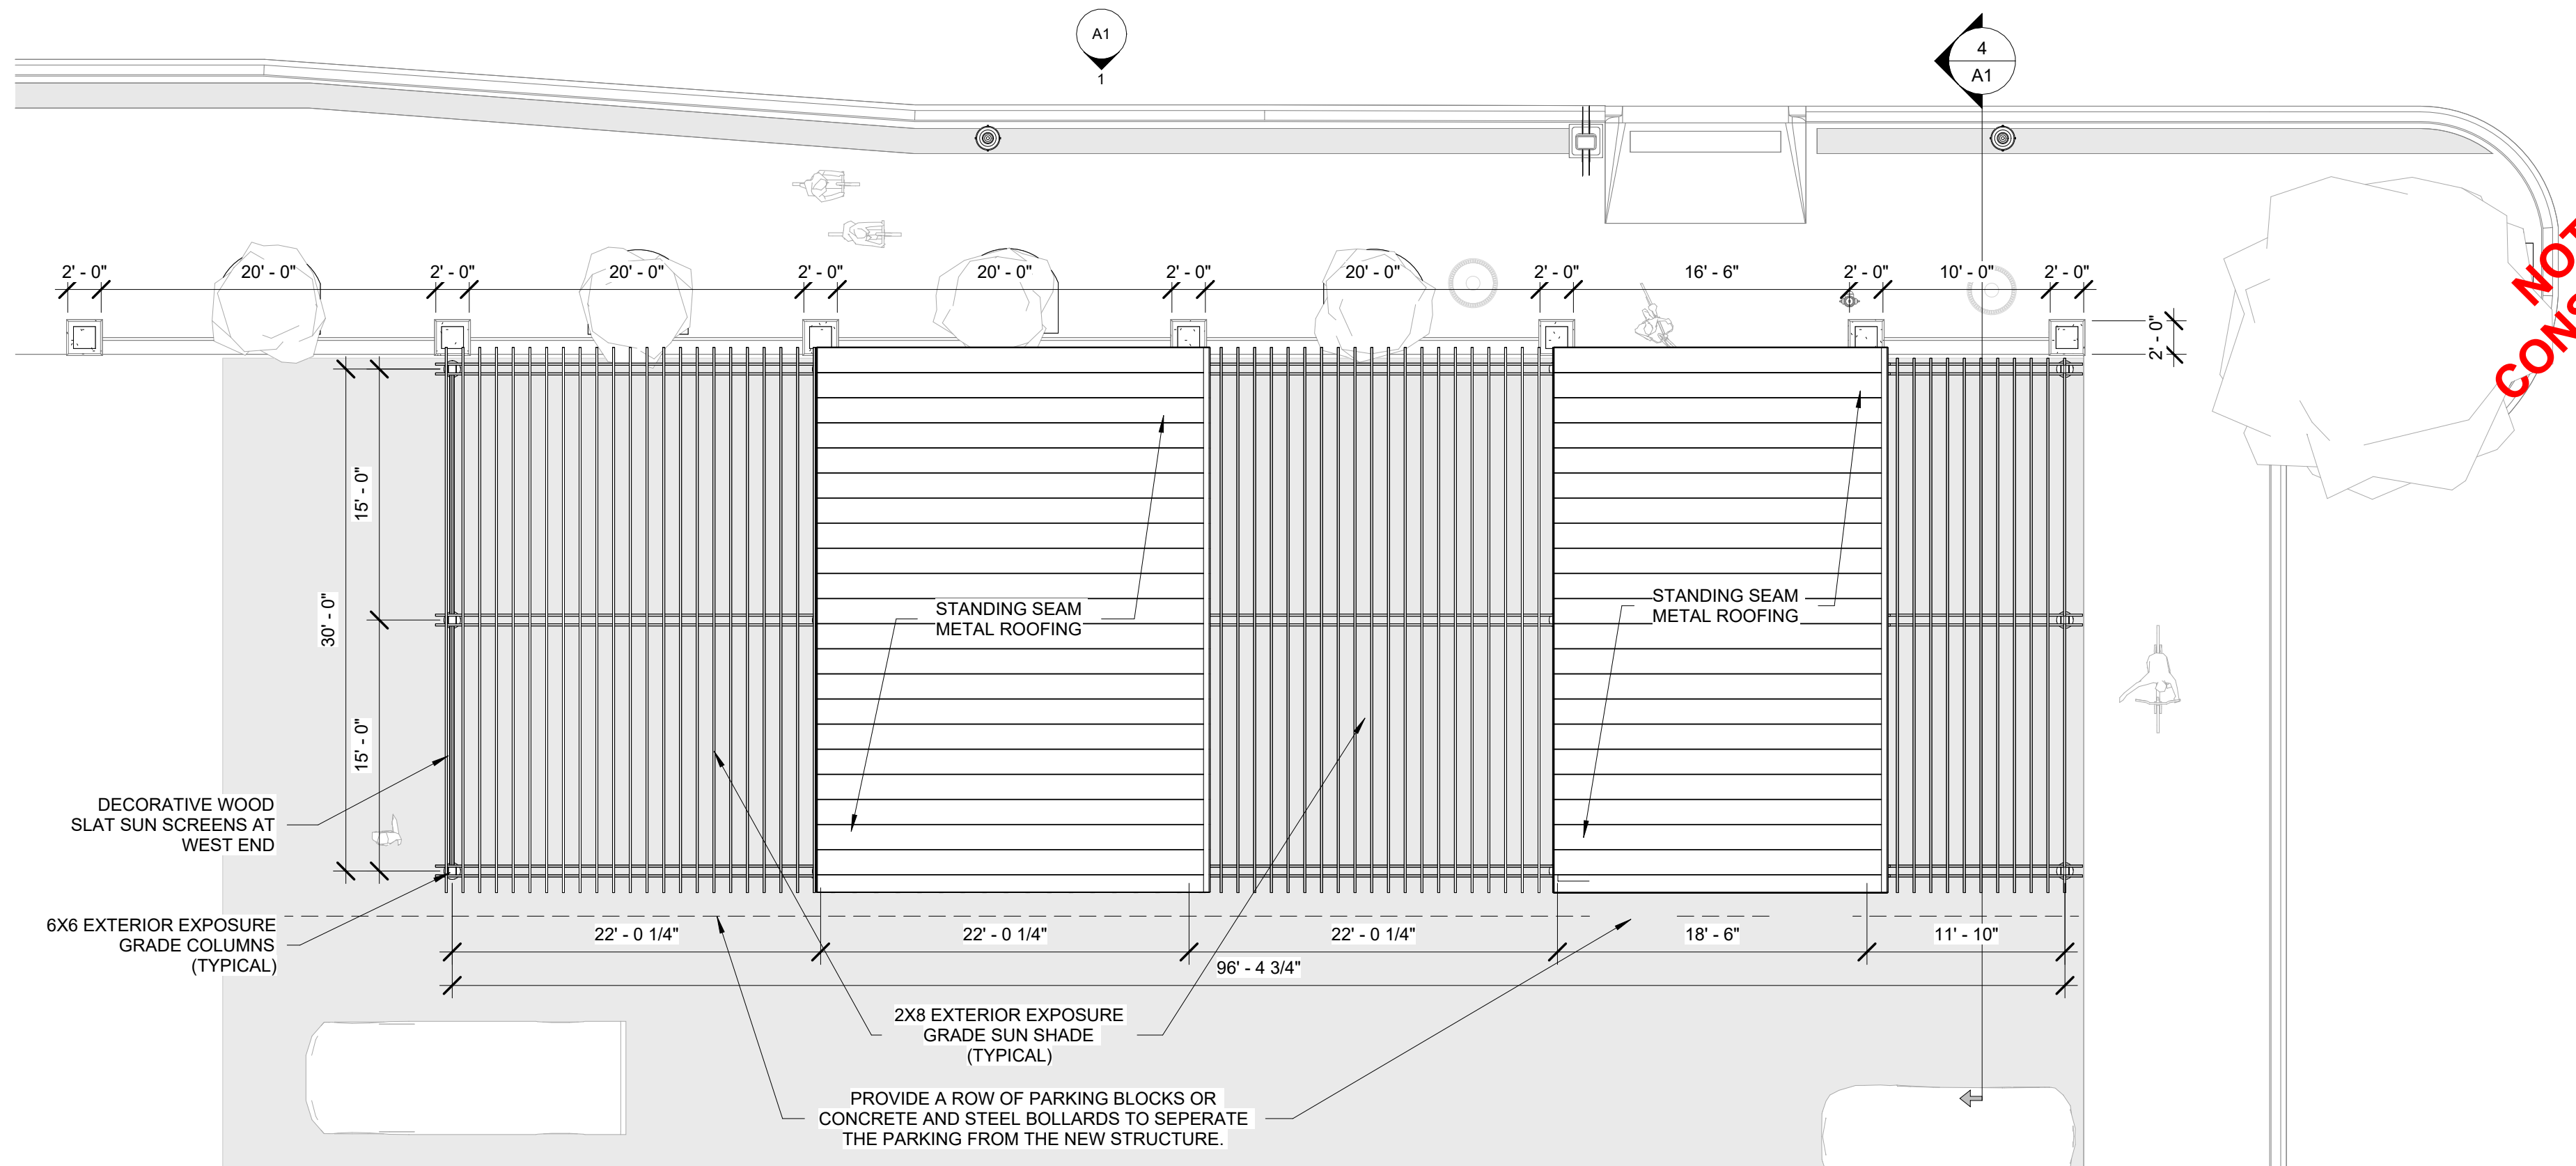 A1
1
4
A1
NOT
CONS
2' - 0"
20' - 0"
2' - 0"
20' - 0"
2' - 0"
20' - 0"
2' - 0"
20' - 0"
2' - 0"
16' - 6"
2' - 0"
10' - 0"
2' - 0"
2' - 0"
15' - 0"
30' - 0"
15' - 0"
STANDING SEAM
METAL ROOFING
STANDING SEAM
METAL ROOFING
DECORATIVE WOOD
SLAT SUN SCREENS AT
WEST END
6X6 EXTERIOR EXPOSURE
GRADE COLUMNS
(TYPICAL)
22' - 0 1/4"
22' - 0 1/4"
22' - 0 1/4"
18' - 6"
11' - 10"
96' - 4 3/4"
2X8 EXTERIOR EXPOSURE
GRADE SUN SHADE
(TYPICAL)
PROVIDE A ROW OF PARKING BLOCKS OR
CONCRETE AND STEEL BOLLARDS TO SEPERATE
THE PARKING FROM THE NEW STRUCTURE.